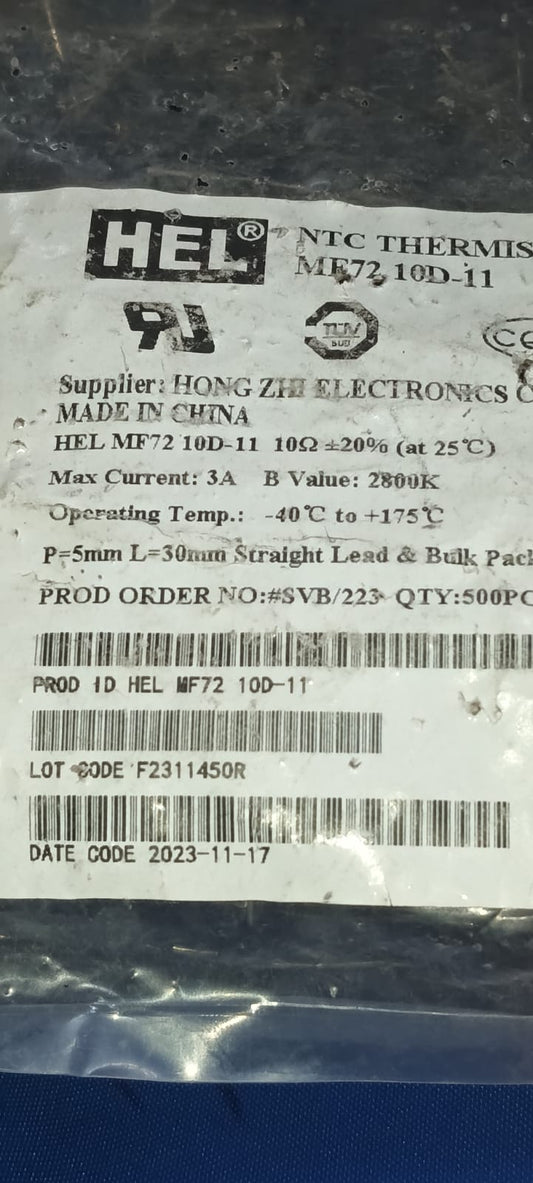 HEL®
NTC THERMIS
MF72 10D-11
TÜV
SUD
CE
Supplier: HONG ZHI ELECTRONICS C
MADE IN CHINA
HEL MF72 10D-11 10Ω ±20% (at 25℃)
Max Current: 3A B Value: 2800K
Operating Temp.: -40℃ to +175℃
P=5mm L=30mm Straight Lead & Bulk Pack
PROD ORDER NO:#SVB/223 QTY:500PC
PROD ID HEL MF72 10D-11
LOT CODE F2311450R
DATE CODE 2023-11-17